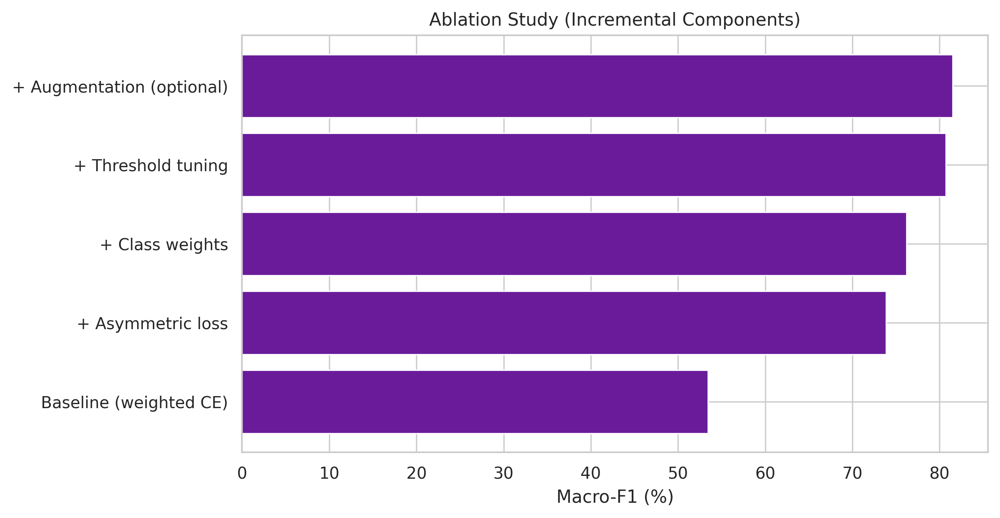 Ablation Study (Incremental Components)
+ Augmentation (optional)
+ Threshold tuning
+ Class weights
+ Asymmetric loss
Baseline (weighted CE)
0 10 20 30 40 50 60 70 80
Macro-F1 (%)